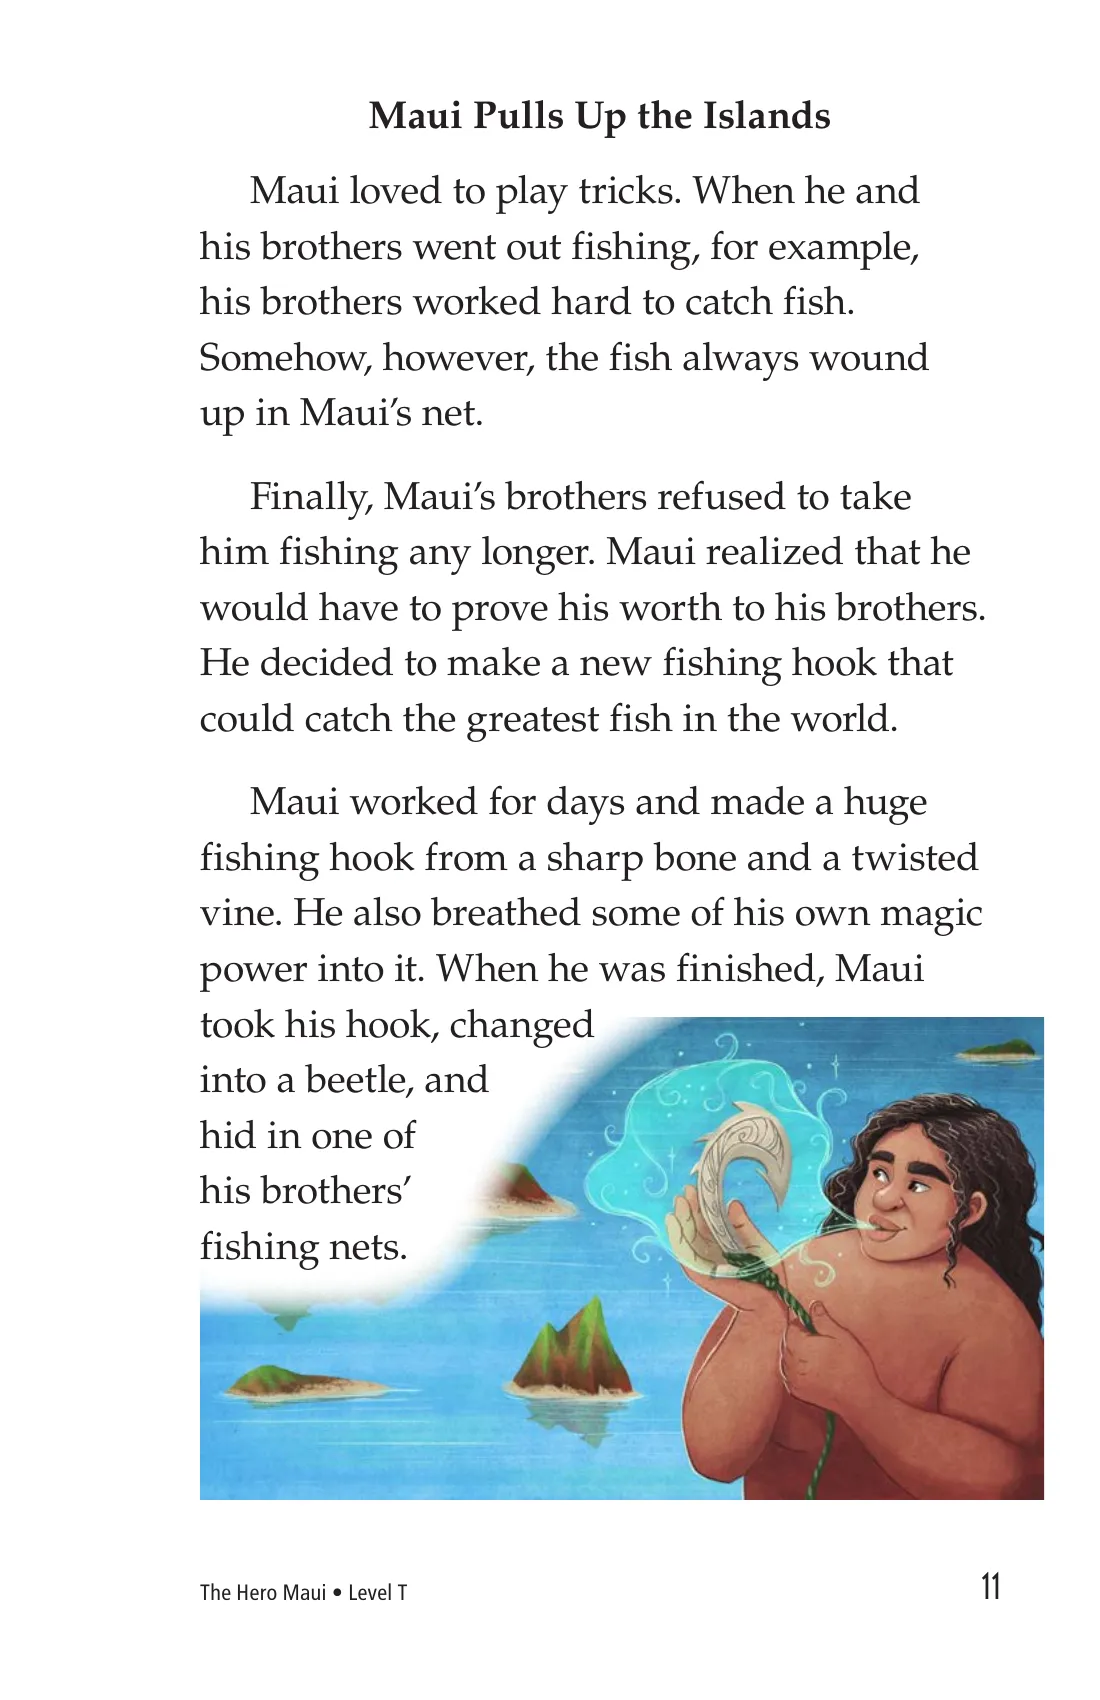 Maui Pulls Up the Islands
Maui loved to play tricks. When he and
his brothers went out fishing, for example,
his brothers worked hard to catch fish.
Somehow, however, the fish always wound
up in Maui’s net.
Finally, Maui’s brothers refused to take
him fishing any longer. Maui realized that he
would have to prove his worth to his brothers.
He decided to make a new fishing hook that
could catch the greatest fish in the world.
Maui worked for days and made a huge
fishing hook from a sharp bone and a twisted
vine. He also breathed some of his own magic
power into it. When he was finished, Maui
took his hook, changed
into a beetle, and
hid in one of
his brothers’
fishing nets.
The Hero Maui • Level T
11